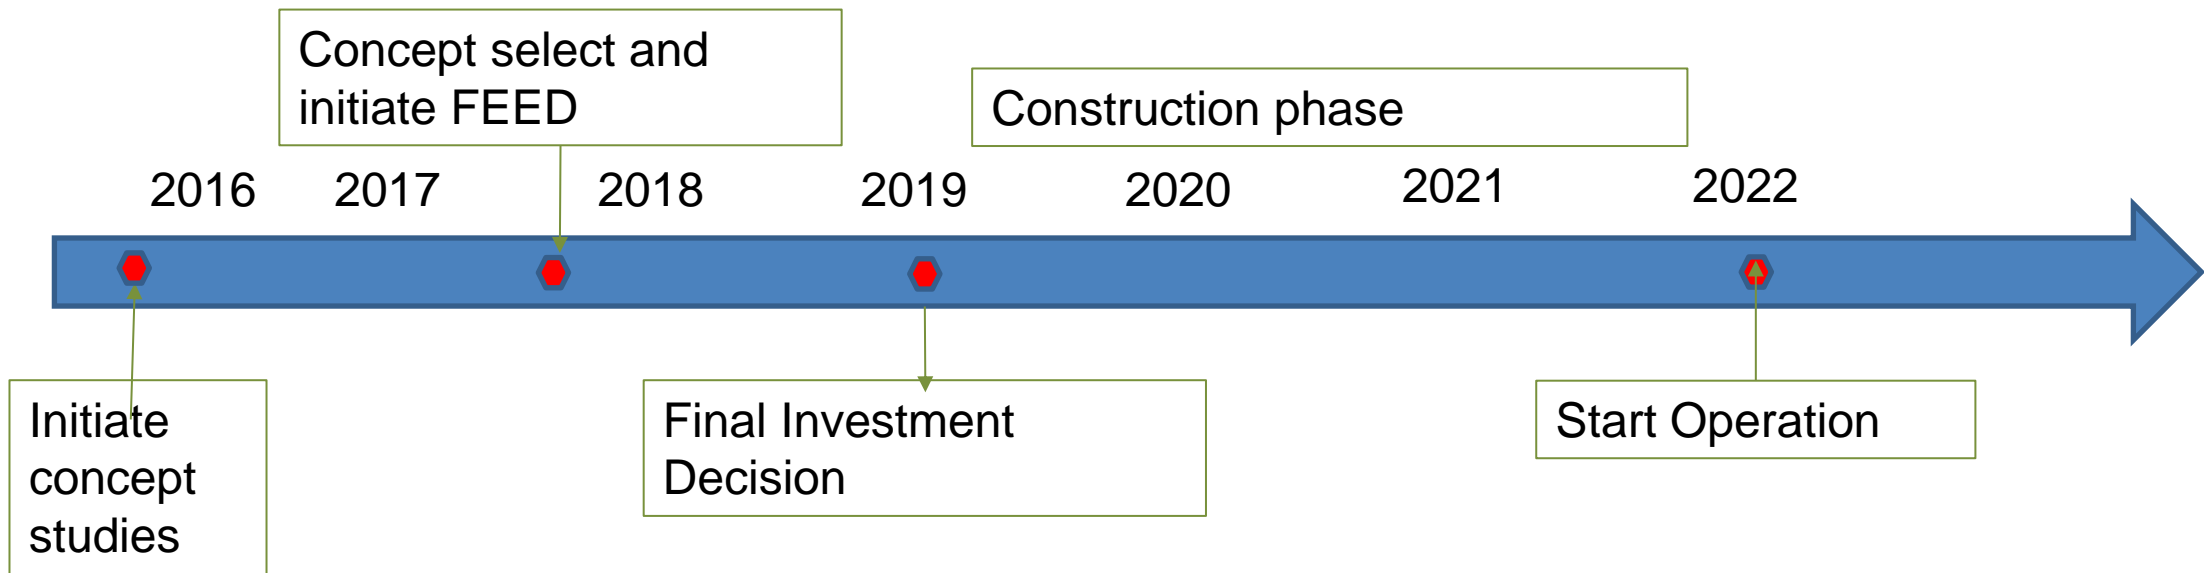 Concept select and
initiate FEED
Construction phase
2016 2017 2018 2019 2020 2021 2022
Initiate
concept
studies
Final Investment
Decision
Start Operation